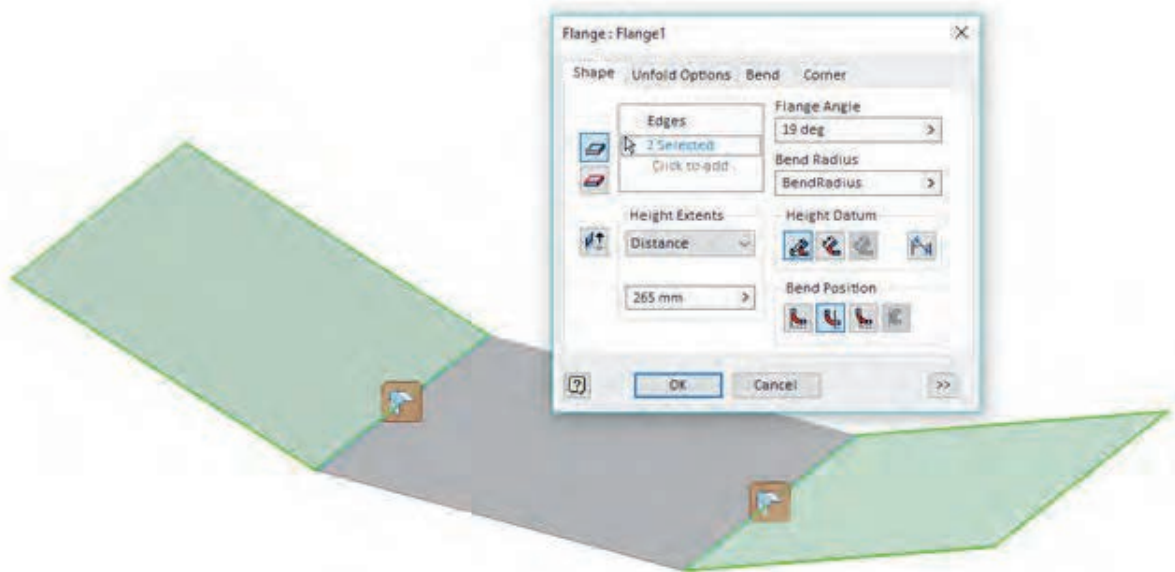 Flange : Flange1
Shape Unfold Options Bend Corner
Edges
2 Selected
Click to add
Flange Angle
19 deg
Bend Radius
BendRadius
Height Extents
Distance
265 mm
Height Datum
Bend Position
OK Cancel >>